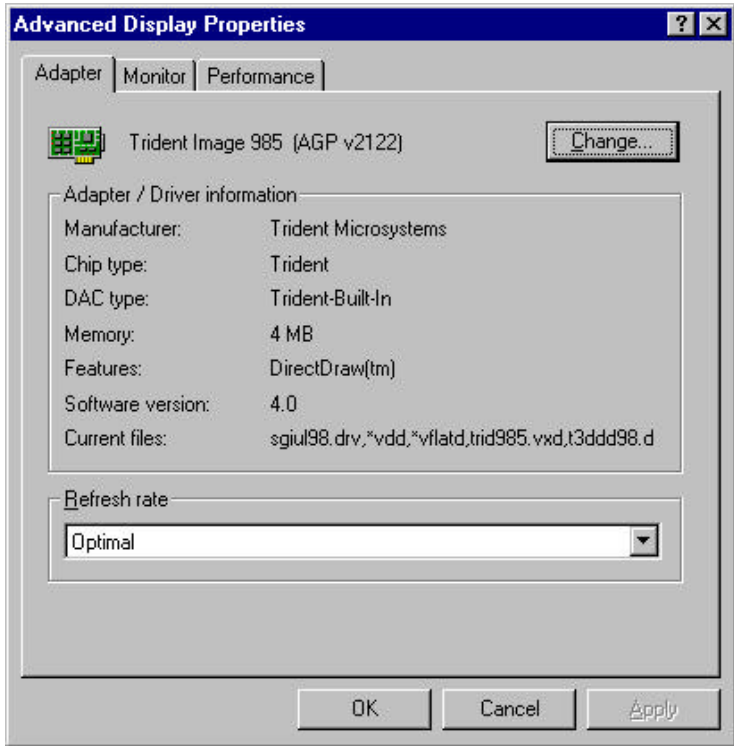 Advanced Display Properties
Adapter Monitor Performance
Trident Image 985 (AGP v2122) Change...
Adapter / Driver information
Manufacturer: Trident Microsystems
Chip type: Trident
DAC type: Trident-Built-In
Memory: 4 MB
Features: DirectDraw(tm)
Software version: 4.0
Current files: sgiul98.drv,*vdd,*vflatd,trid985.vxd,t3ddd98.d
Refresh rate
Optimal
OK Cancel Apply